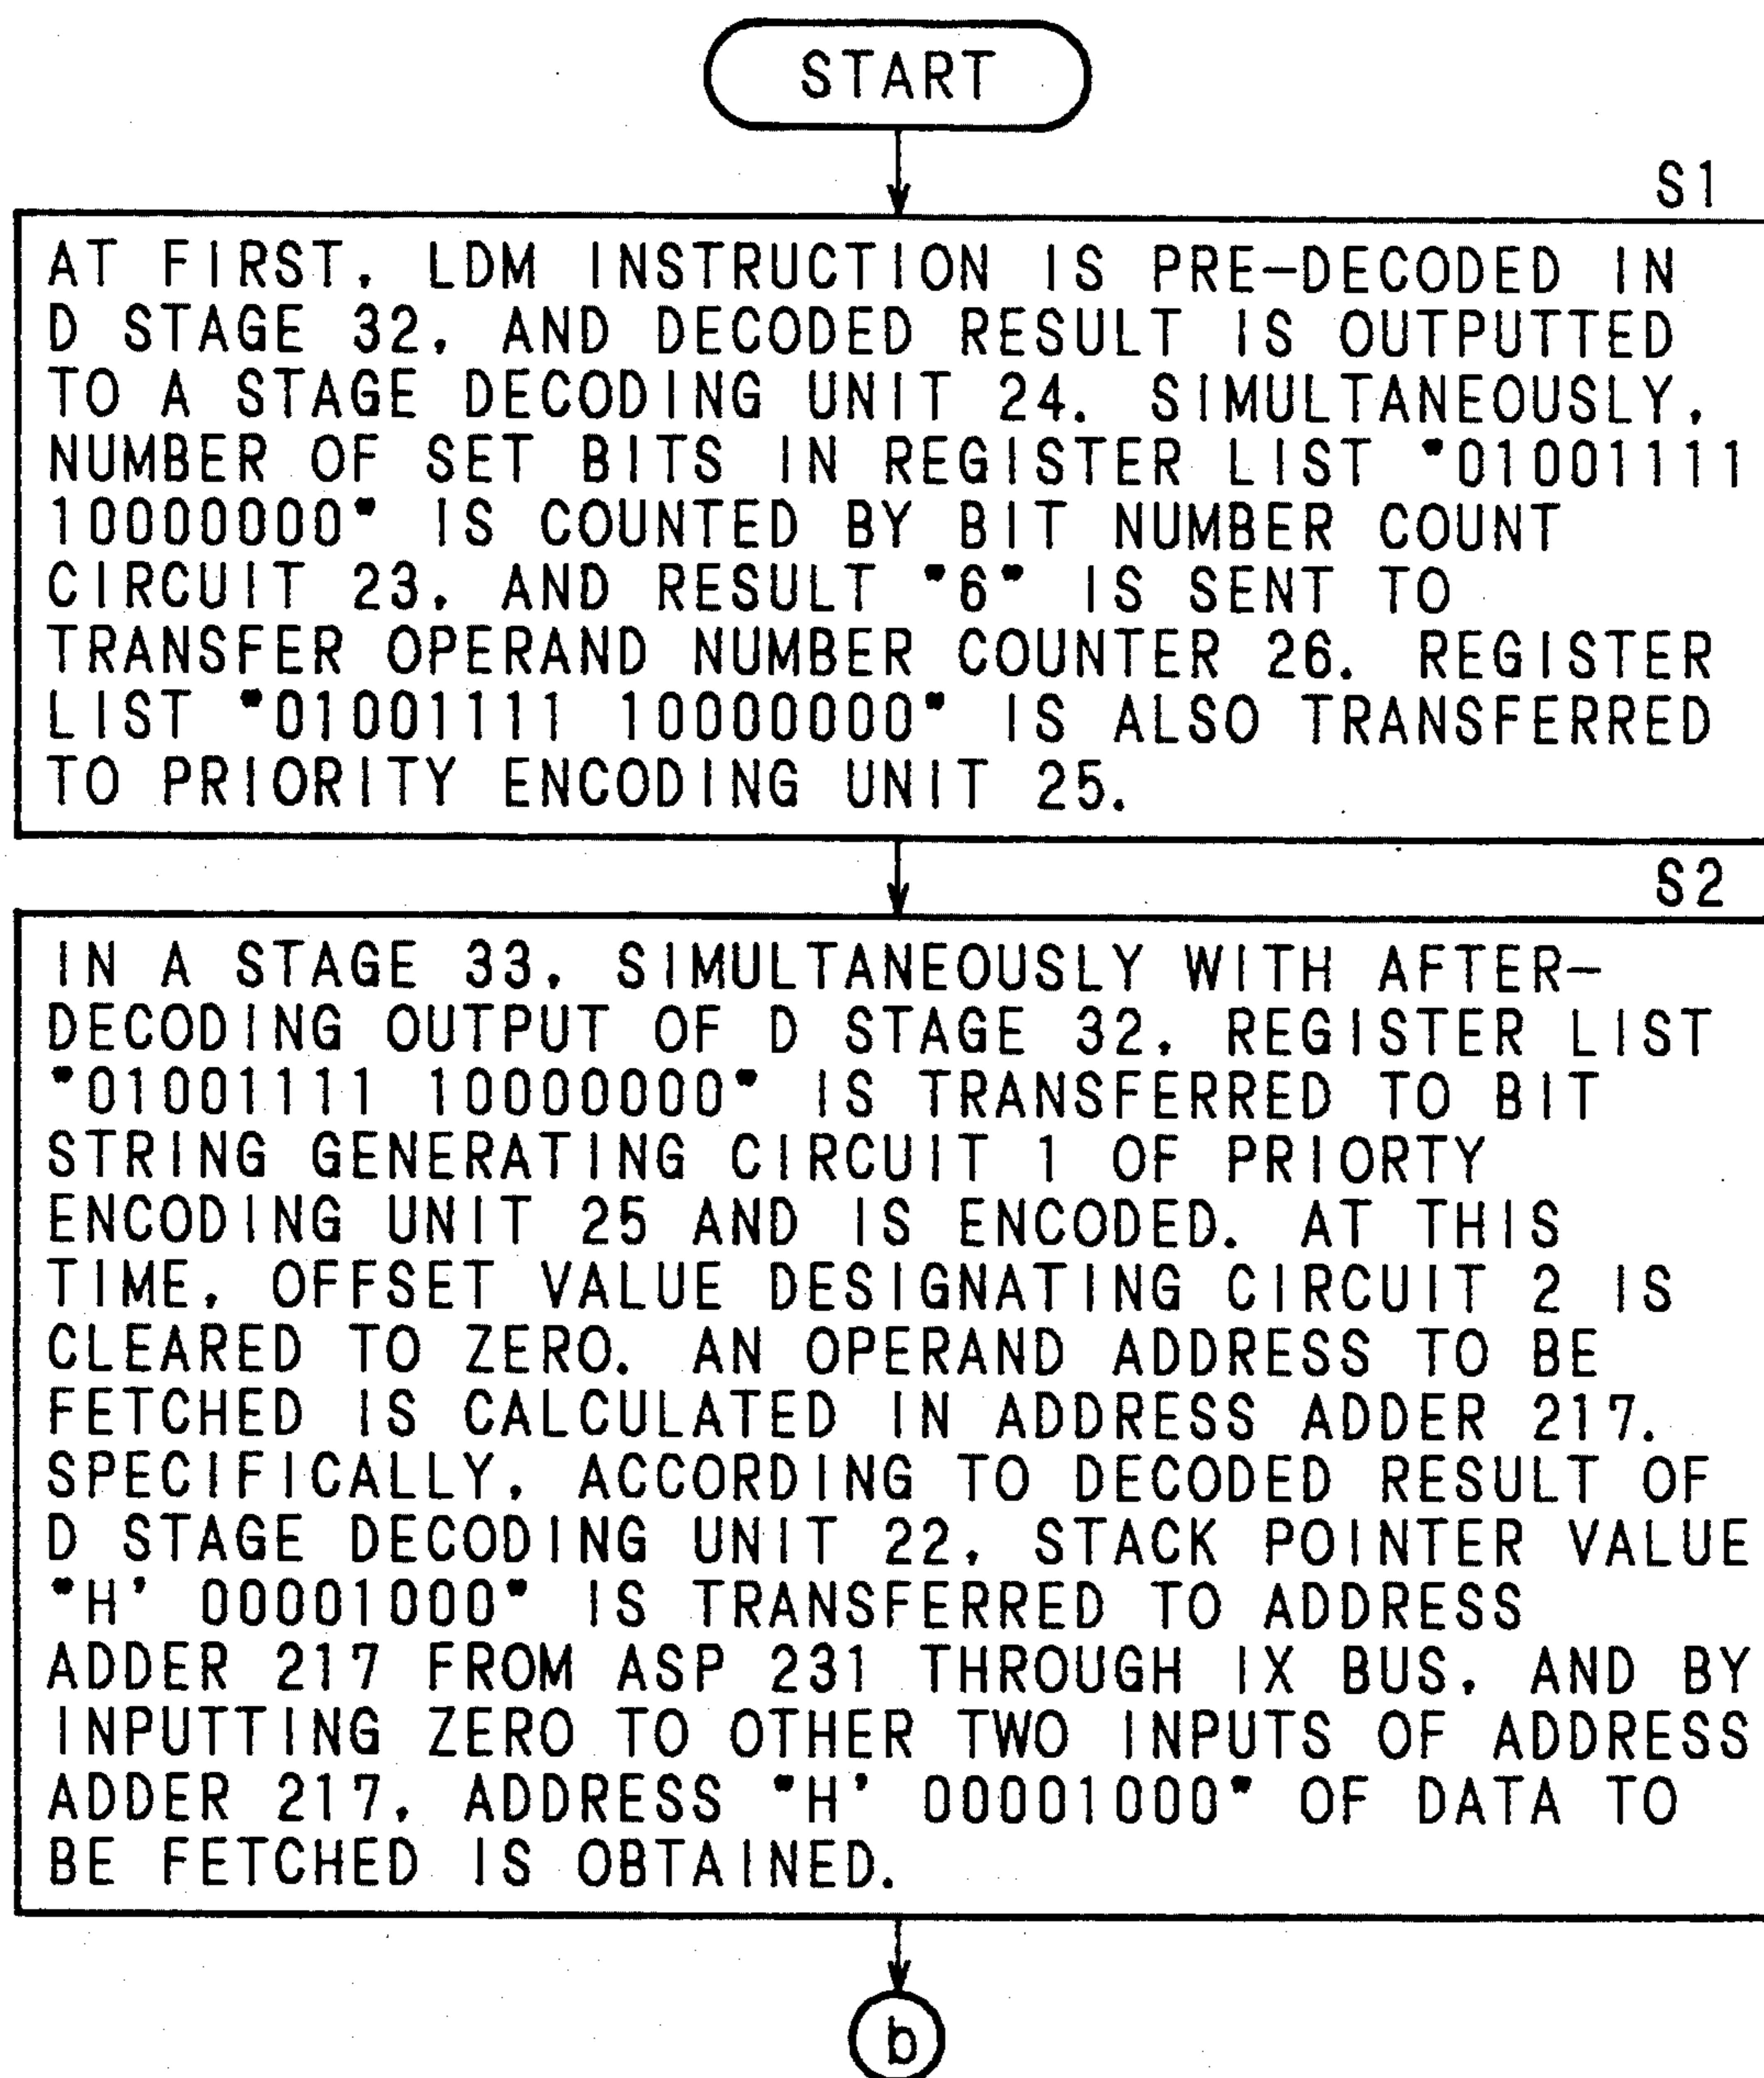 START
S1
AT FIRST, LDM INSTRUCTION IS PRE-DECODED IN
D STAGE 32, AND DECODED RESULT IS OUTPUTTED
TO A STAGE DECODING UNIT 24. SIMULTANEOUSLY,
NUMBER OF SET BITS IN REGISTER LIST "01001111
10000000" IS COUNTED BY BIT NUMBER COUNT
CIRCUIT 23, AND RESULT "6" IS SENT TO
TRANSFER OPERAND NUMBER COUNTER 26. REGISTER
LIST "01001111 10000000" IS ALSO TRANSFERRED
TO PRIORITY ENCODING UNIT 25.
S2
IN A STAGE 33, SIMULTANEOUSLY WITH AFTER-
DECODING OUTPUT OF D STAGE 32, REGISTER LIST
"01001111 10000000" IS TRANSFERRED TO BIT
STRING GENERATING CIRCUIT 1 OF PRIORTY
ENCODING UNIT 25 AND IS ENCODED. AT THIS
TIME, OFFSET VALUE DESIGNATING CIRCUIT 2 IS
CLEARED TO ZERO. AN OPERAND ADDRESS TO BE
FETCHED IS CALCULATED IN ADDRESS ADDER 217.
SPECIFICALLY, ACCORDING TO DECODED RESULT OF
D STAGE DECODING UNIT 22, STACK POINTER VALUE
"H' 00001000" IS TRANSFERRED TO ADDRESS
ADDER 217 FROM ASP 231 THROUGH IX BUS, AND BY
INPUTTING ZERO TO OTHER TWO INPUTS OF ADDRESS
ADDER 217, ADDRESS "H' 00001000" OF DATA TO
BE FETCHED IS OBTAINED.
b